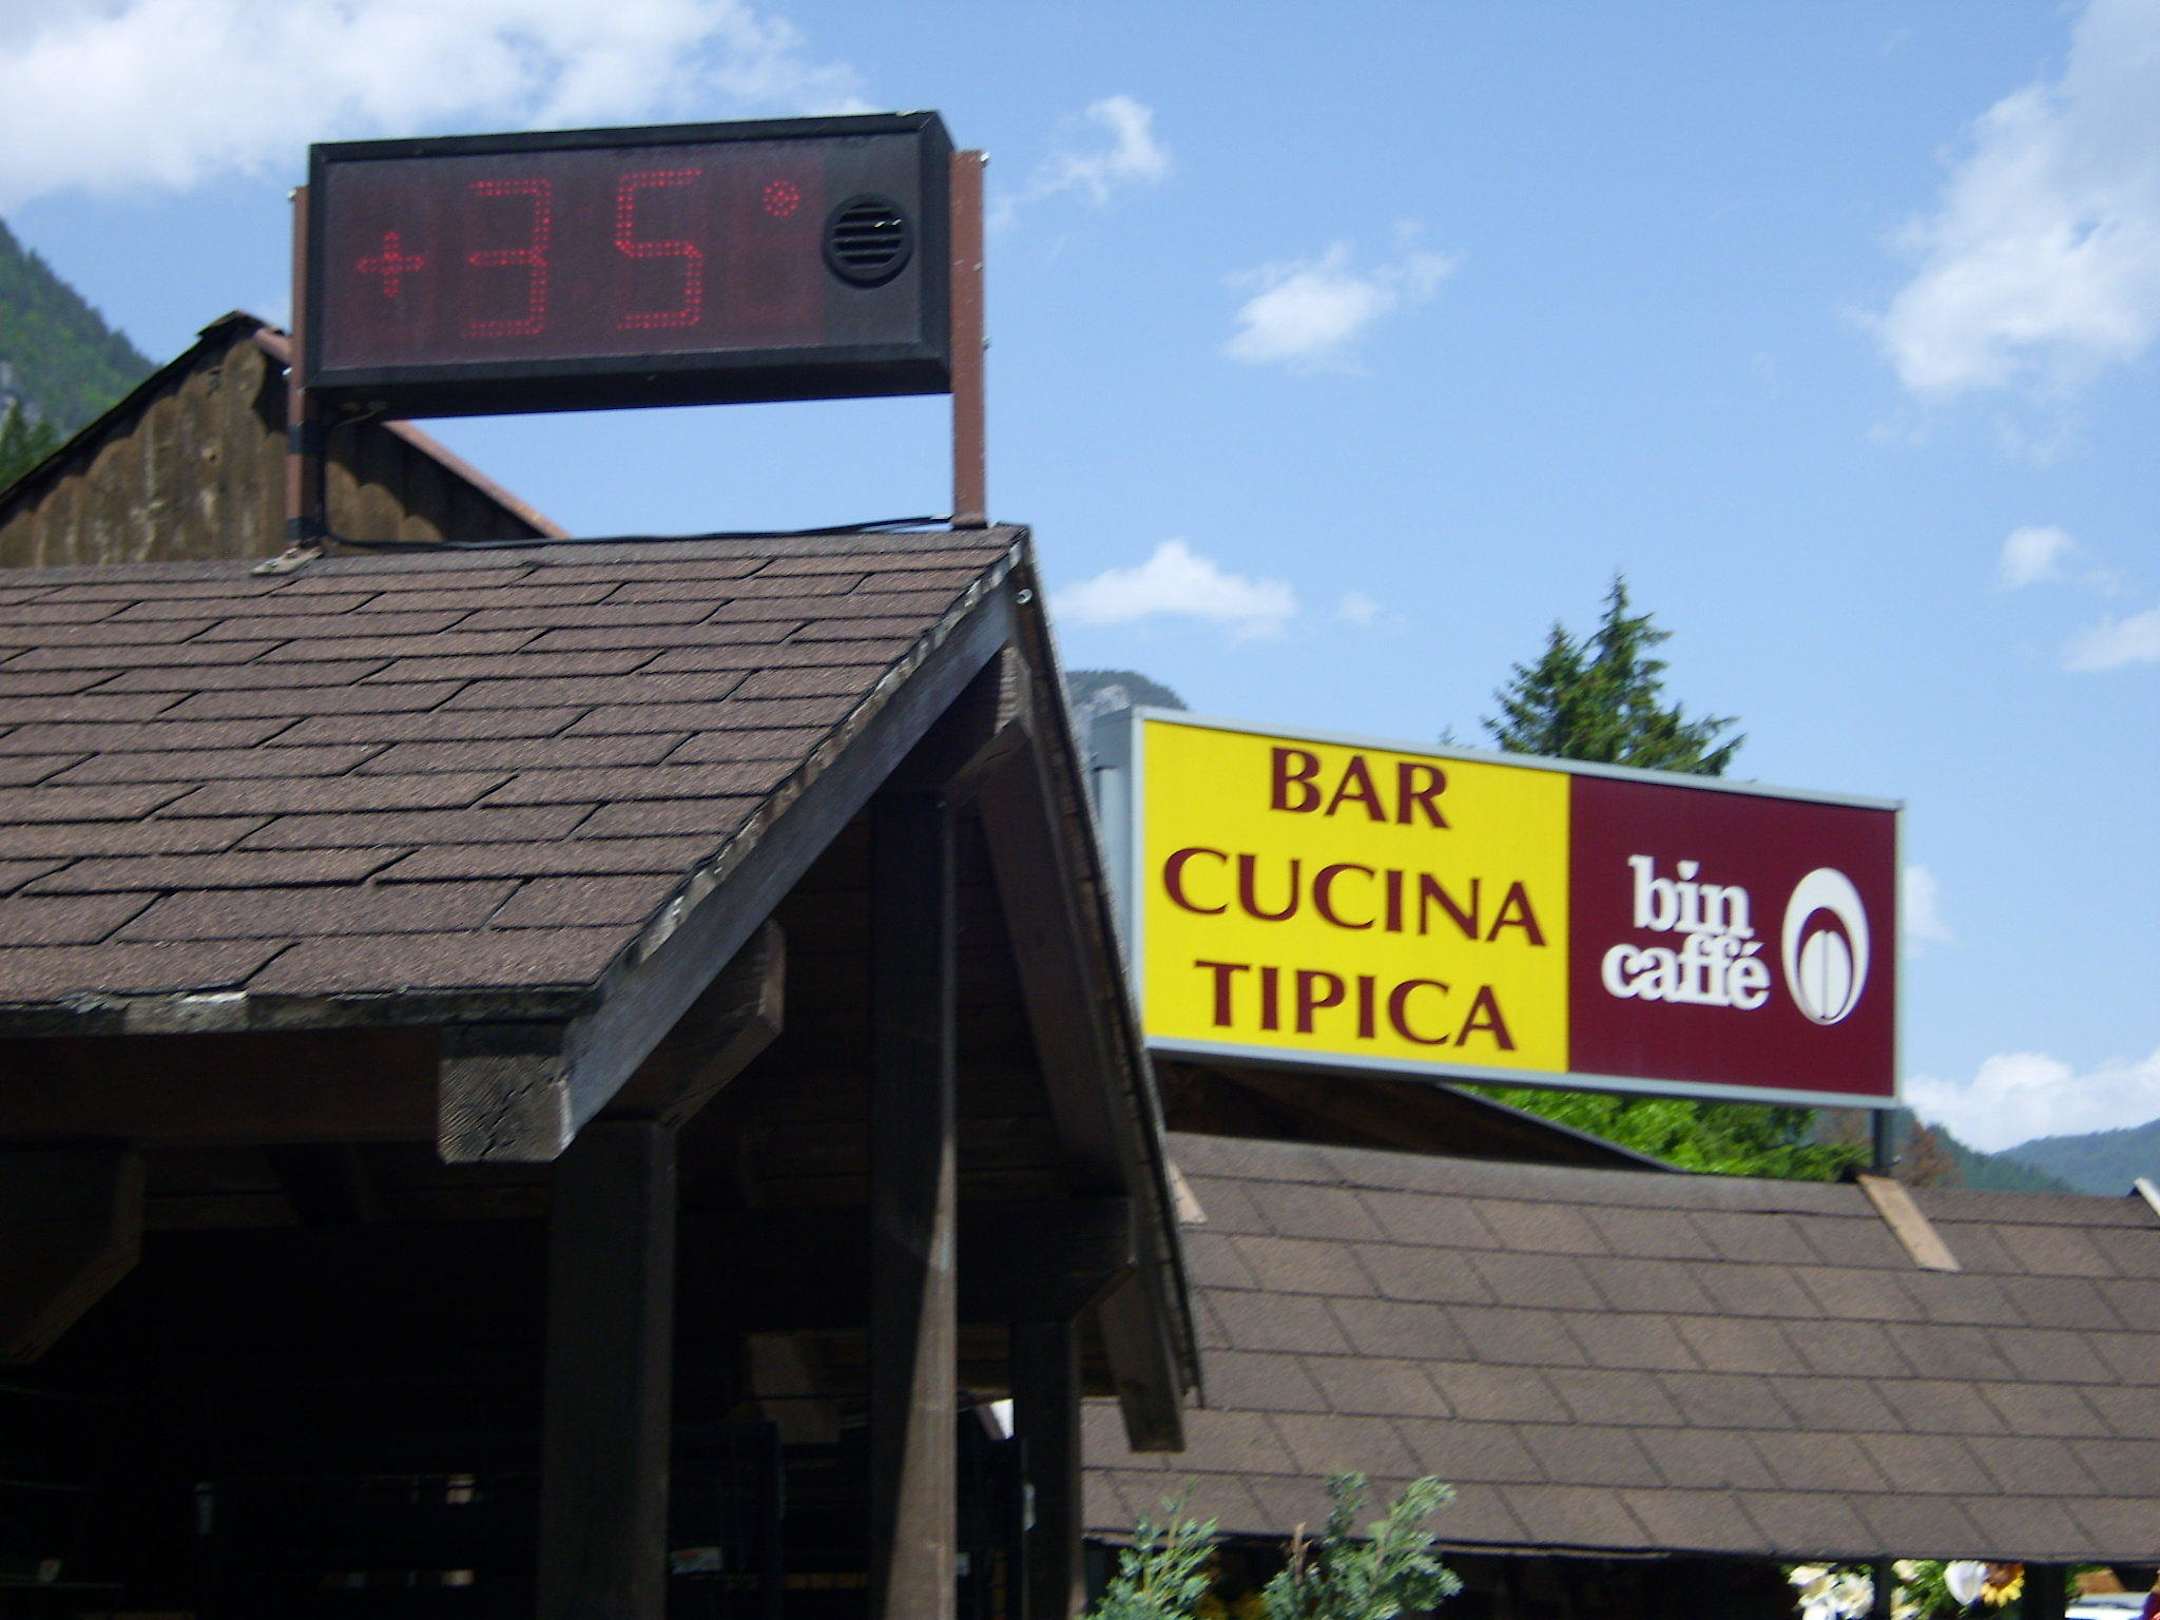 +35°
BAR
CUCINA
TIPICA
bin
caffé